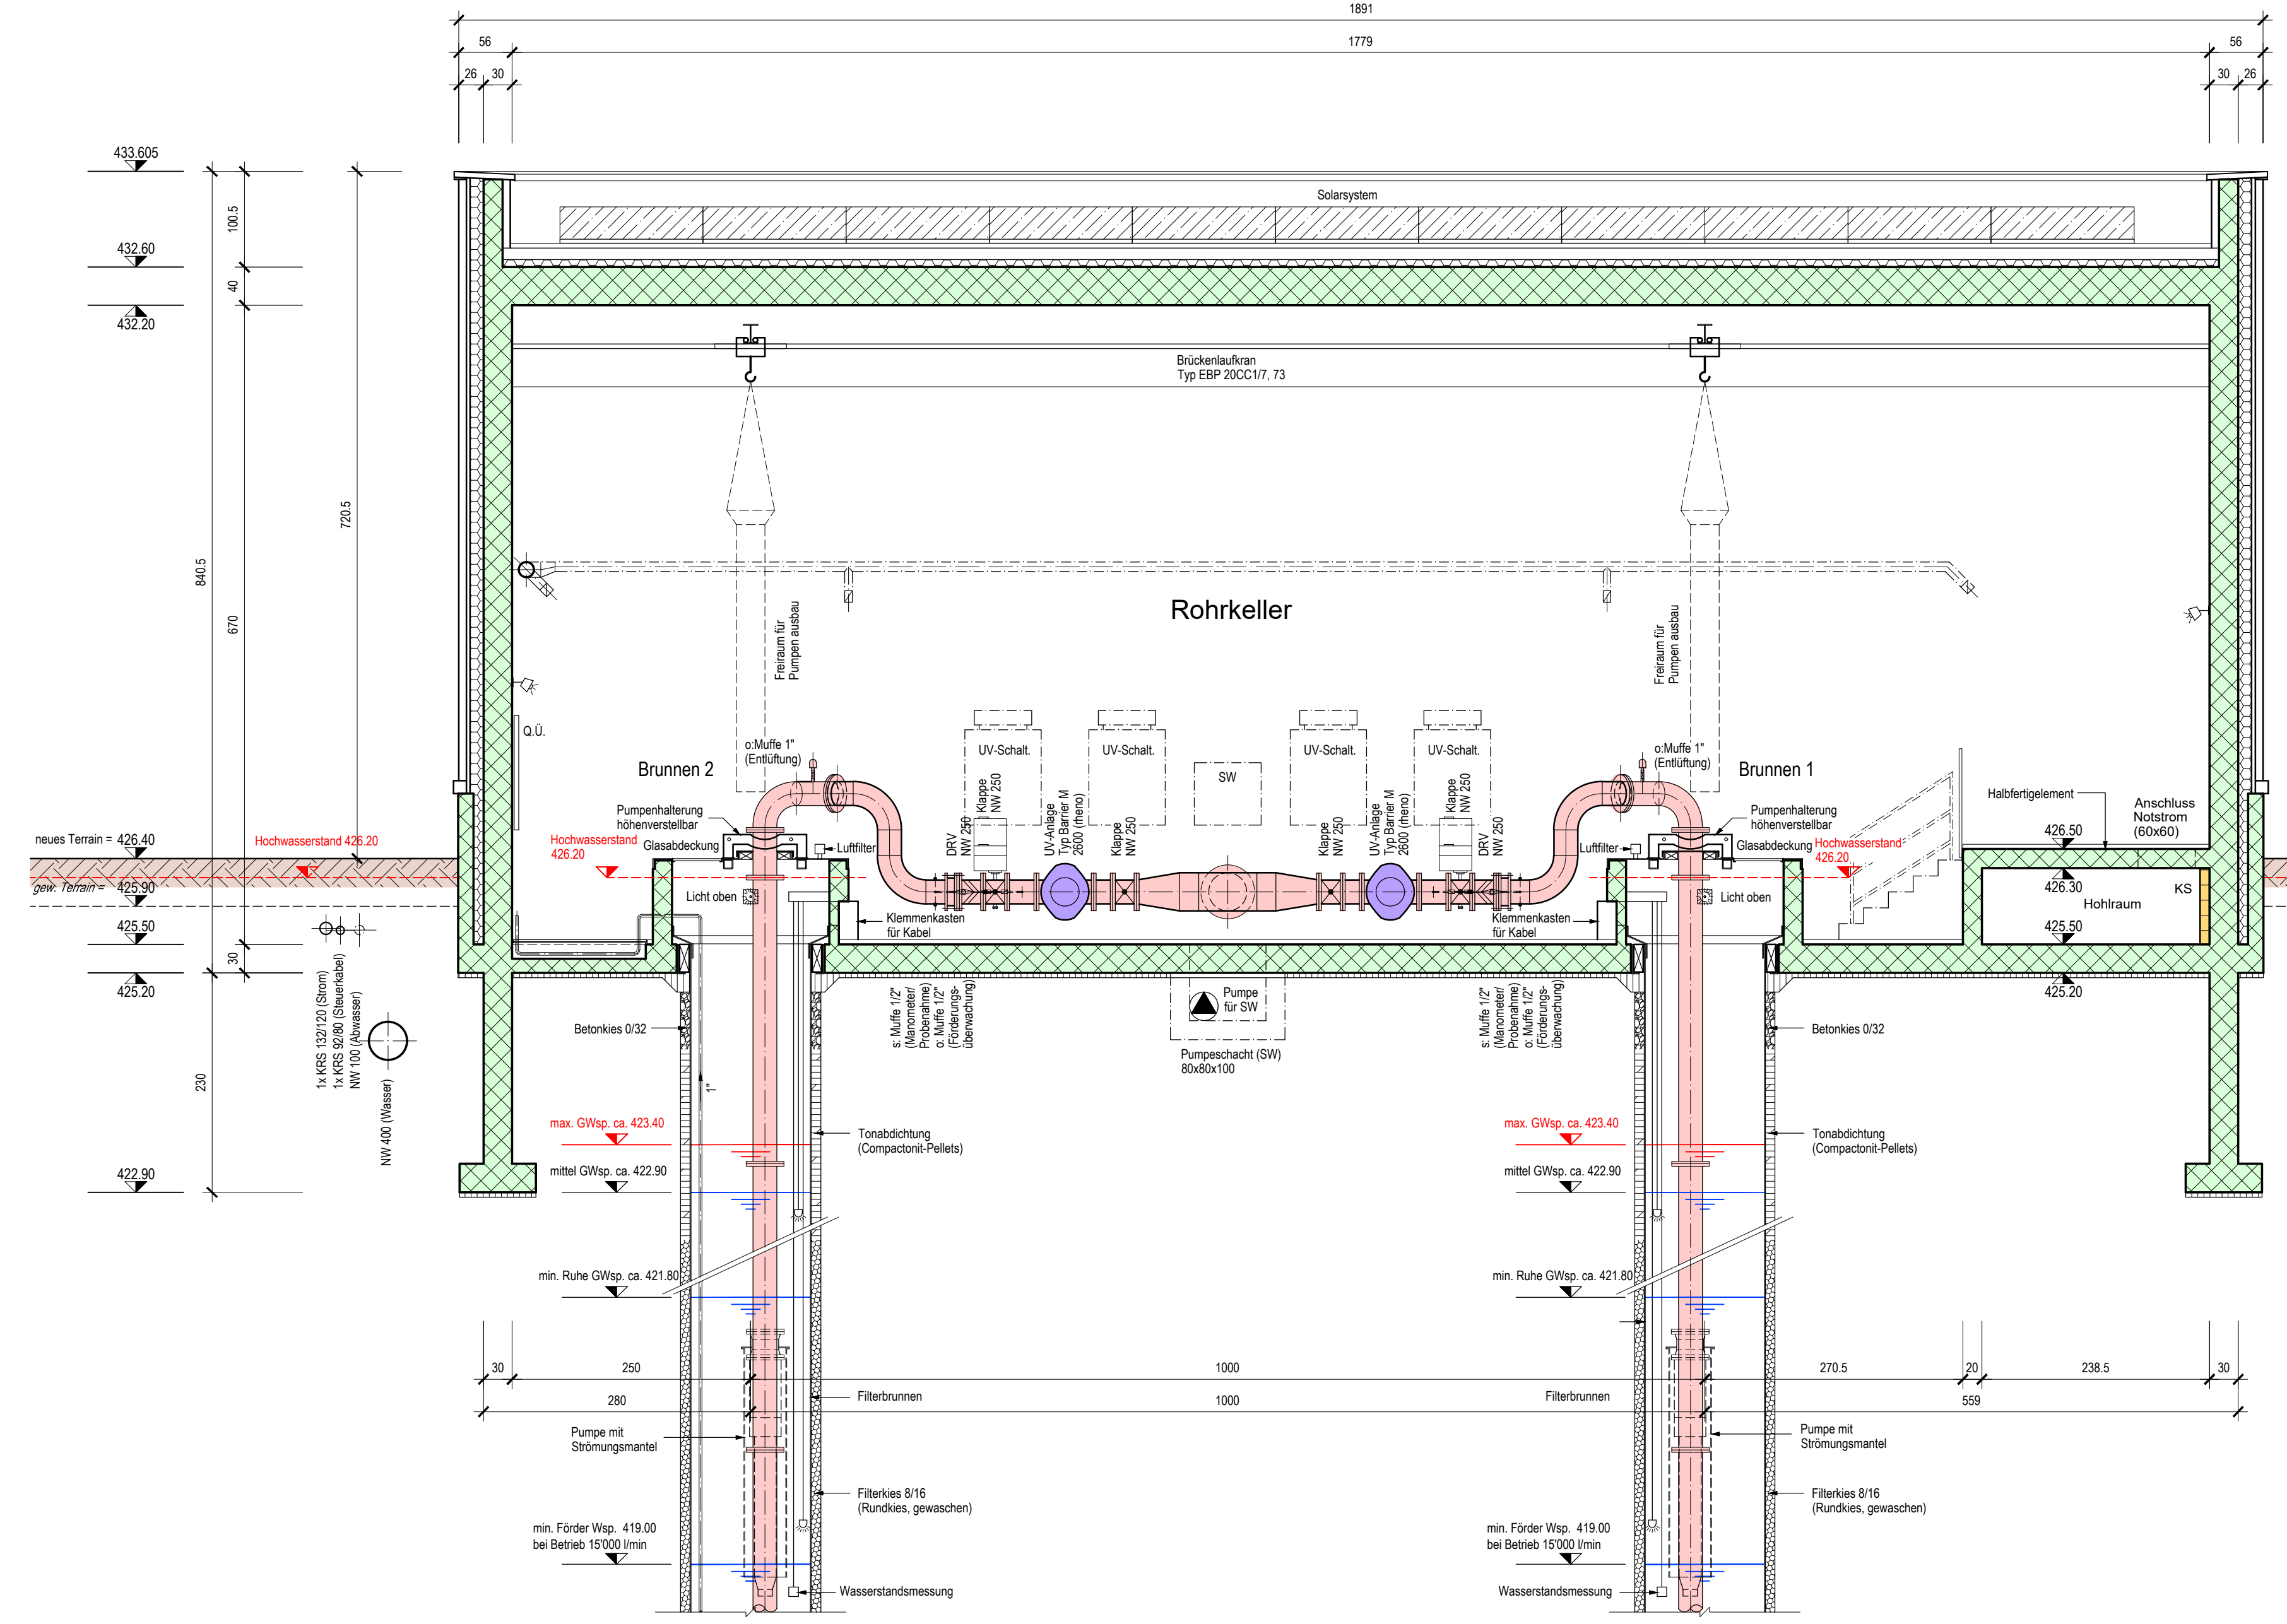 1891
56
1779
56
26
30
30
26
433.605
Solarsystem
100.5
432.60
40
432.20
Brückenlaufkran
Typ EBP 20CC1/7, 73
720.5
840.5
670
Rohrkeller
Freiraum für
Pumpen ausbau
Freiraum für
Pumpen ausbau
Q.Ü.
o:Muffe 1"
(Entlüftung)
UV-Schalt.
UV-Schalt.
UV-Schalt.
UV-Schalt.
SW
o:Muffe 1"
(Entlüftung)
Brunnen 2
Brunnen 1
Pumpenhalterung
höhenverstellbar
Glasabdeckung
Luftfilter
DRV
NW 250
Klappe
NW 250
UV-Anlage
Typ Barrier M
2600 (rheno)
Klappe
NW 250
Klappe
NW 250
UV-Anlage
Typ Barrier M
2600 (rheno)
Klappe
NW 250
DRV
NW 250
Luftfilter
Pumpenhalterung
höhenverstellbar
Glasabdeckung
Halbfertigelement
Anschluss
Notstrom
(60x60)
neues Terrain = 426.40
Hochwasserstand 426.20
Hochwasserstand
426.20
Hochwasserstand
426.20
426.50
gew. Terrain = 425.90
426.30
KS
Hohlraum
Licht oben
Licht oben
Klemmenkasten
für Kabel
Klemmenkasten
für Kabel
425.50
425.50
30
425.20
425.20
1x KRS 132/120 (Strom)
1x KRS 92/80 (Steuerkabel)
NW 100 (Abwasser)
NW 400 (Wasser)
s: Muffe 1/2"
(Manometer/
Probenahme)
o: Muffe 1/2"
(Förderungs-
überwachung)
Pumpe
für SW
Pumpeschacht (SW)
80x80x100
s: Muffe 1/2"
(Manometer/
Probenahme)
o: Muffe 1/2"
(Förderungs-
überwachung)
Betonkies 0/32
Betonkies 0/32
230
1"
max. GWsp. ca. 423.40
max. GWsp. ca. 423.40
Tonabdichtung
(Compactonit-Pellets)
Tonabdichtung
(Compactonit-Pellets)
mittel GWsp. ca. 422.90
mittel GWsp. ca. 422.90
422.90
min. Ruhe GWsp. ca. 421.80
min. Ruhe GWsp. ca. 421.80
30
250
1000
270.5
20
238.5
30
280
1000
559
Filterbrunnen
Filterbrunnen
Pumpe mit
Strömungsmantel
Pumpe mit
Strömungsmantel
Filterkies 8/16
(Rundkies, gewaschen)
Filterkies 8/16
(Rundkies, gewaschen)
min. Förder Wsp. 419.00
bei Betrieb 15'000 l/min
min. Förder Wsp. 419.00
bei Betrieb 15'000 l/min
Wasserstandsmessung
Wasserstandsmessung